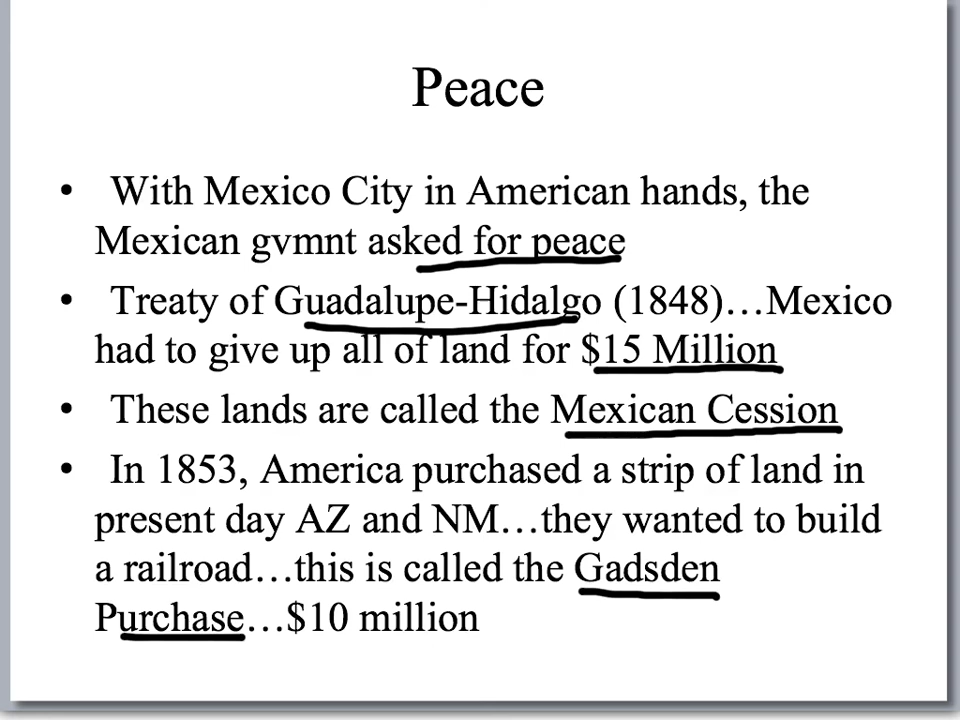 Peace
• With Mexico City in American hands, the
Mexican gvmnt asked for peace
• Treaty of Guadalupe-Hidalgo (1848)…Mexico
had to give up all of land for $15 Million
• These lands are called the Mexican Cession
• In 1853, America purchased a strip of land in
present day AZ and NM…they wanted to build
a railroad…this is called the Gadsden
Purchase…$10 million